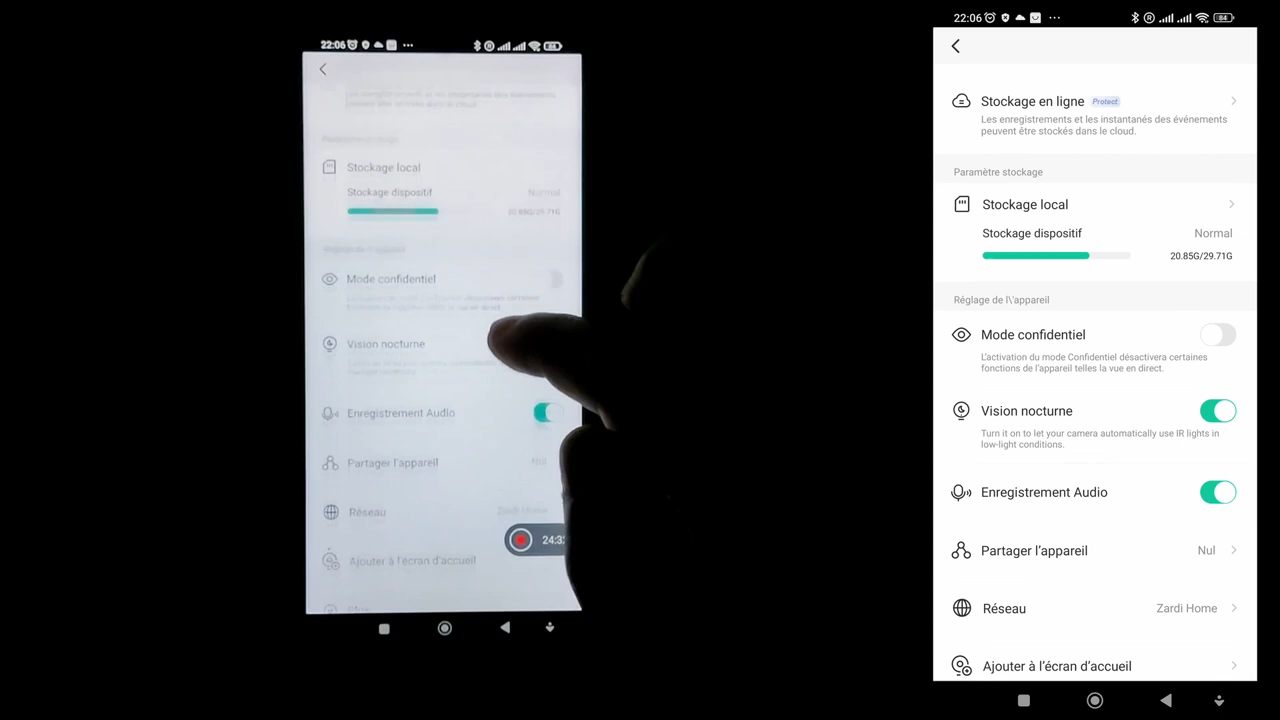 22:06
Stockage local
Stockage dispositif
Normal
20.85G/29.71G
Mode confidentiel
Vision nocturne
Enregistrement Audio
Partager l'appareil
Nul
Réseau
Zardi Home
24:32
Ajouter à l'écran d'accueil
22:06
84
Stockage en ligne Protect
Les enregistrements et les instantanés des événements
peuvent être stockés dans le cloud.
Paramètre stockage
Stockage local
Stockage dispositif
Normal
20.85G/29.71G
Réglage de l\'appareil
Mode confidentiel
L'activation du mode Confidentiel désactivera certaines
fonctions de l'appareil telles la vue en direct.
Vision nocturne
Turn it on to let your camera automatically use IR lights in
low-light conditions.
Enregistrement Audio
Partager l'appareil
Nul
Réseau
Zardi Home
Ajouter à l'écran d'accueil